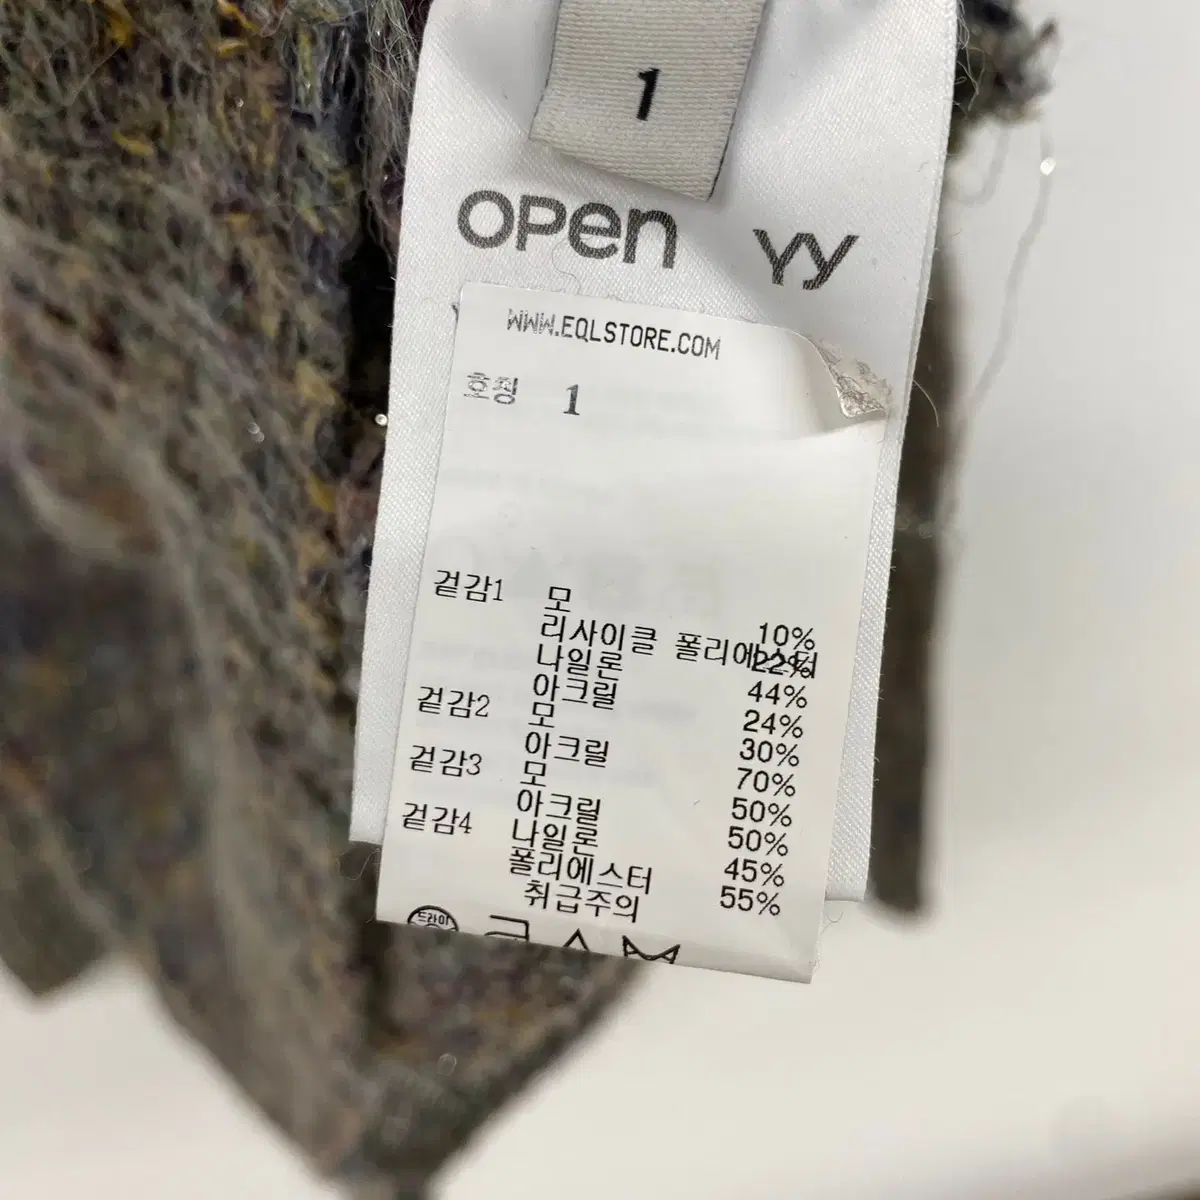 1
open yy
WWW.EQLSTORE.COM
호칭 1
겉감1 모 10%
리사이클 폴리에스터 22%
나일론 44%
아크릴 24%
겉감2 모 30%
아크릴 70%
겉감3 모 50%
아크릴 50%
겉감4 나일론 45%
폴리에스터 55%
취급주의
드라이